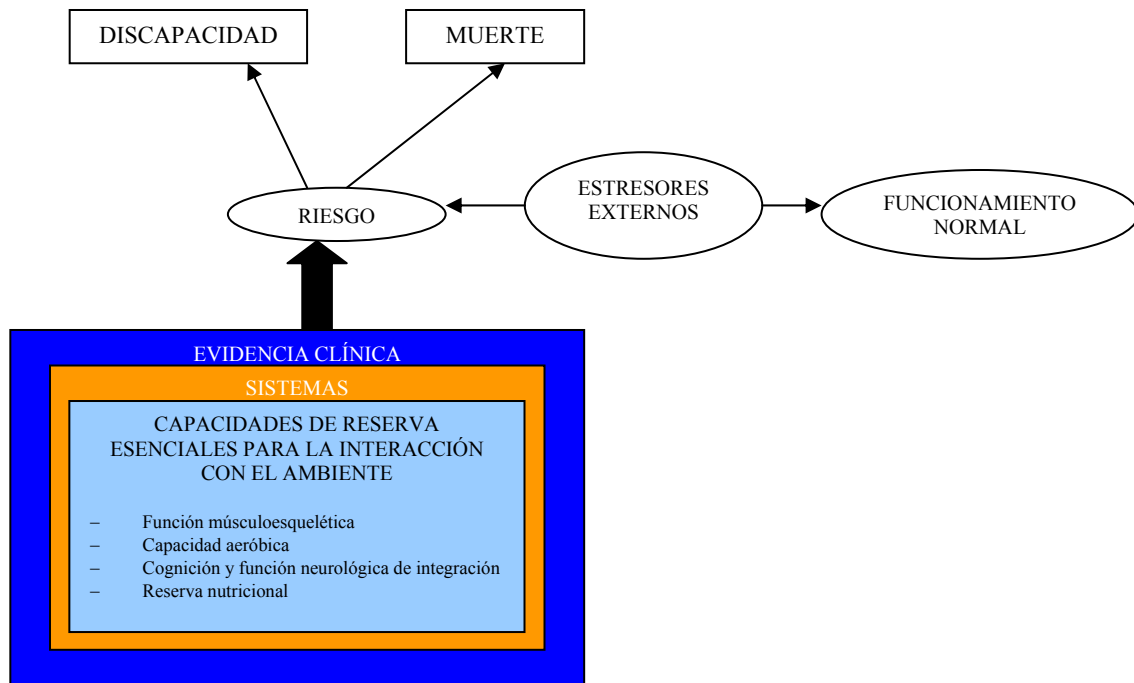 DISCAPACIDAD
MUERTE
ESTRESORES
EXTERNOS
RIESGO
FUNCIONAMIENTO
NORMAL
EVIDENCIA CLÍNICA
SISTEMAS
CAPACIDADES DE RESERVA
ESENCIALES PARA LA INTERACCIÓN
CON EL AMBIENTE
– Función músculoesquelética
– Capacidad aeróbica
– Cognición y función neurológica de integración
– Reserva nutricional